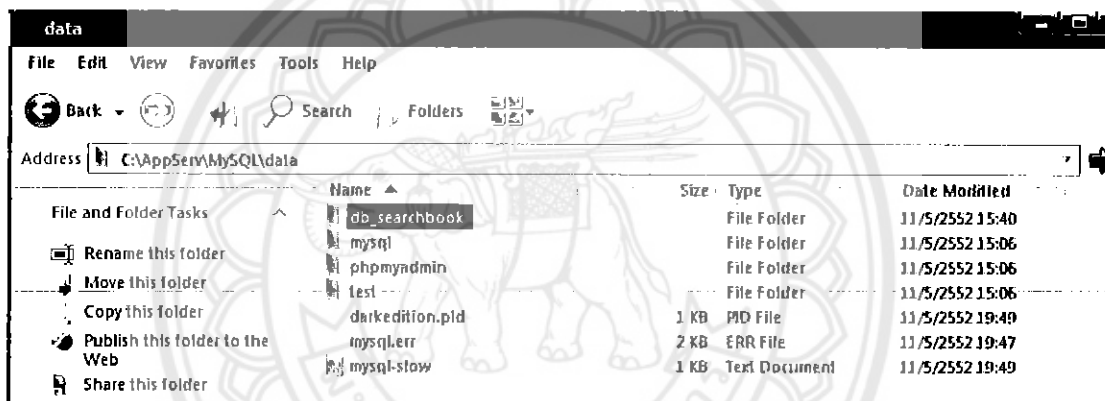 data
File Edit View Favorites Tools Help
Back Search Folders
Address C:\AppServ\MySQL\data
Name Size Type Date Modified
File and Folder Tasks
db_searchbook File Folder 11/5/2552 15:40
Rename this folder
mysql File Folder 11/5/2552 15:06
Move this folder
phpmyadmin File Folder 11/5/2552 15:06
Copy this folder
test File Folder 11/5/2552 15:06
Publish this folder to the Web
darkedition.pid 1 KB PID File 11/5/2552 19:49
Share this folder
mysql.err 2 KB ERR File 11/5/2552 19:47
mysql-slow 1 KB Text Document 11/5/2552 19:49